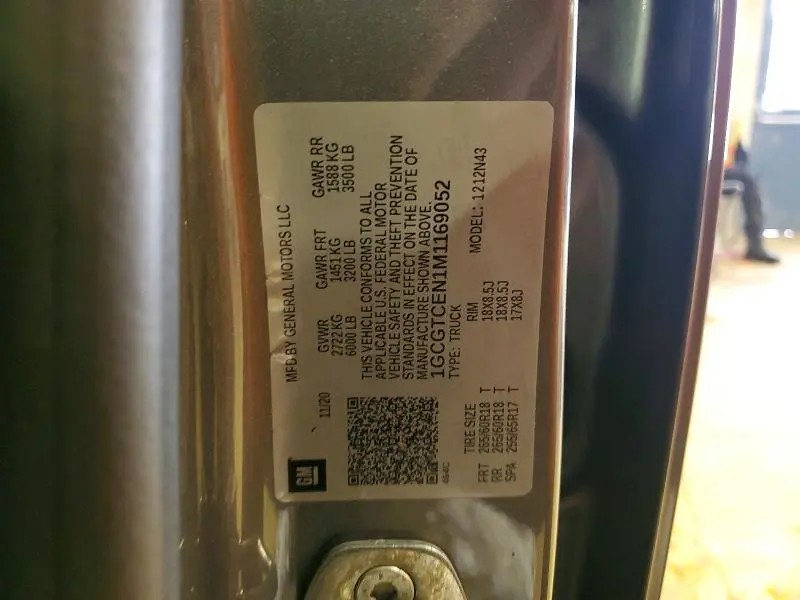 GM
11/20
MFD BY GENERAL MOTORS LLC
GVWR GAWR FRT GAWR RR
2722 KG 1451 KG 1588 KG
6000 LB 3200 LB 3500 LB
THIS VEHICLE CONFORMS TO ALL
APPLICABLE U.S. FEDERAL MOTOR
VEHICLE SAFETY AND THEFT PREVENTION
STANDARDS IN EFFECT ON THE DATE OF
MANUFACTURE SHOWN ABOVE.
1GCGTCEN1M1169052
TYPE: TRUCK MODEL: 1212N43
464C
TIRE SIZE RIM
FRT 265/60R18 T 18X8.5J
RR 265/60R18 T 18X8.5J
SPA 255/65R17 T 17X8J